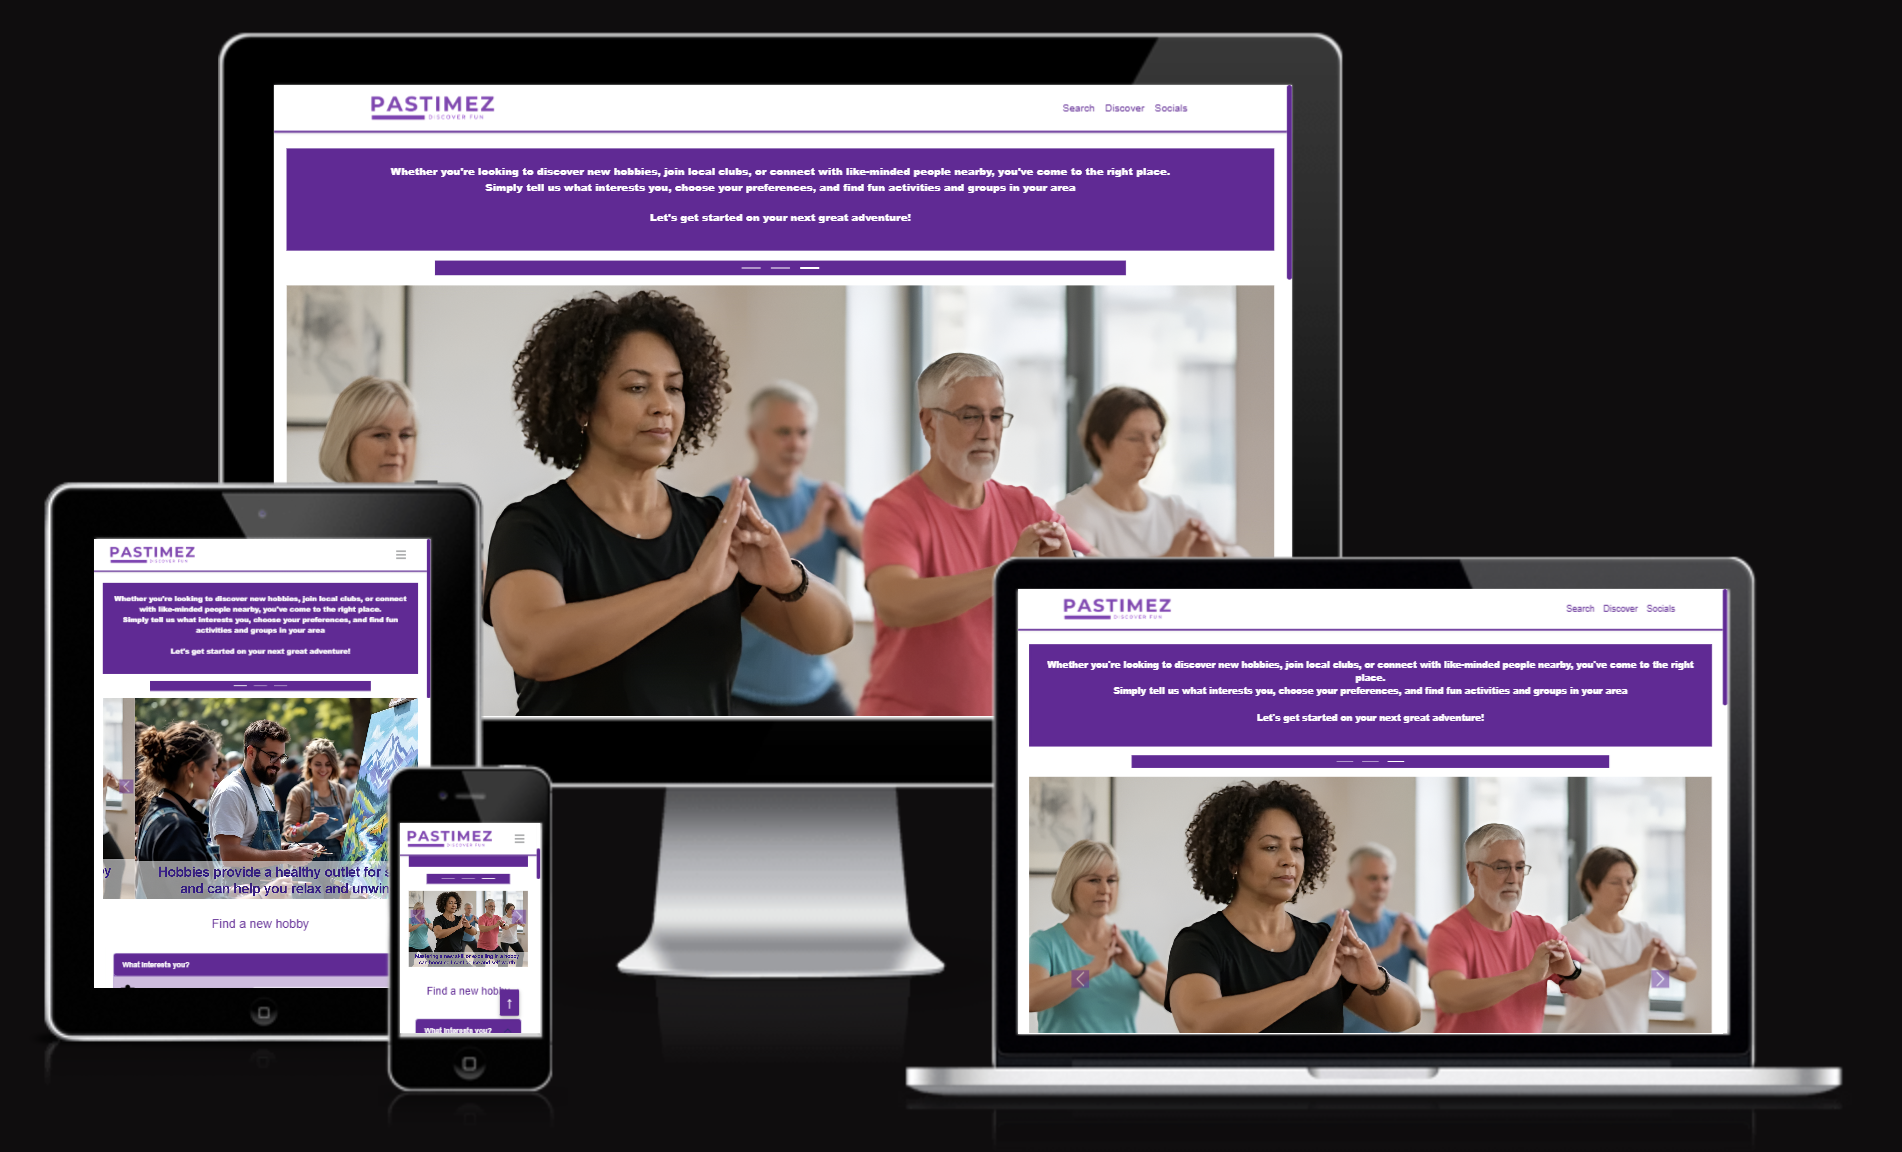 PASTIMEZ
DISCOVER FUN
Search Discover Socials
Whether you're looking to discover new hobbies, join local clubs, or connect with like-minded people nearby, you've come to the right place.
Simply tell us what interests you, choose your preferences, and find fun activities and groups in your area
Let's get started on your next great adventure!
PASTIMEZ
DISCOVER FUN
Whether you're looking to discover new hobbies, join local clubs, or connect
with like-minded people nearby, you've come to the right place.
Simply tell us what interests you, choose your preferences, and find fun
activities and groups in your area
Let's get started on your next great adventure!
Hobbies provide a healthy outlet for
and can help you relax and unwin
Find a new hobby
What interests you?
PASTIMEZ
DISCOVER FUN
Mastering a new skill or excelling in a hobby
Find a new hobby
What interests you?
PASTIMEZ
DISCOVER FUN
Search Discover Socials
Whether you're looking to discover new hobbies, join local clubs, or connect with like-minded people nearby, you've come to the right
place.
Simply tell us what interests you, choose your preferences, and find fun activities and groups in your area
Let's get started on your next great adventure!